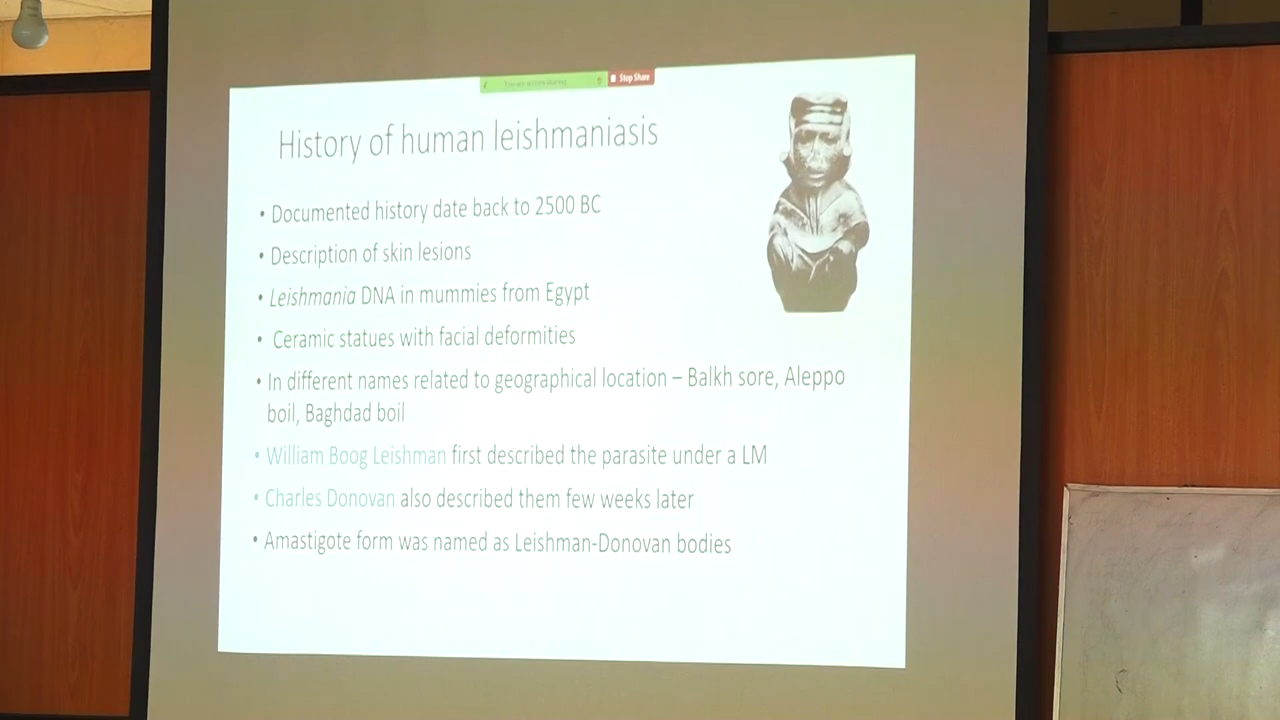 Stop Share
History of human leishmaniasis
• Documented history date back to 2500 BC
• Description of skin lesions
• Leishmania DNA in mummies from Egypt
• Ceramic statues with facial deformities
• In different names related to geographical location – Balkh sore, Aleppo
boil, Baghdad boil
• William Boog Leishman first described the parasite under a LM
• Charles Donovan also described them few weeks later
• Amastigote form was named as Leishman-Donovan bodies